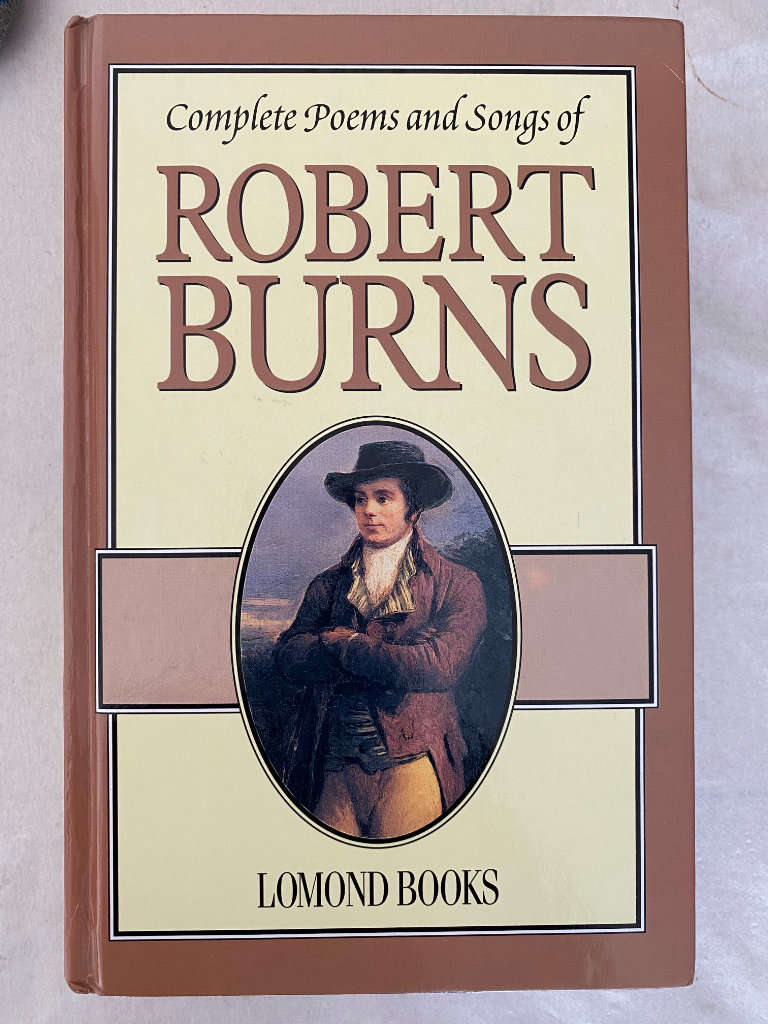 Complete Poems and Songs of
ROBERT
BURNS
LOMOND BOOKS